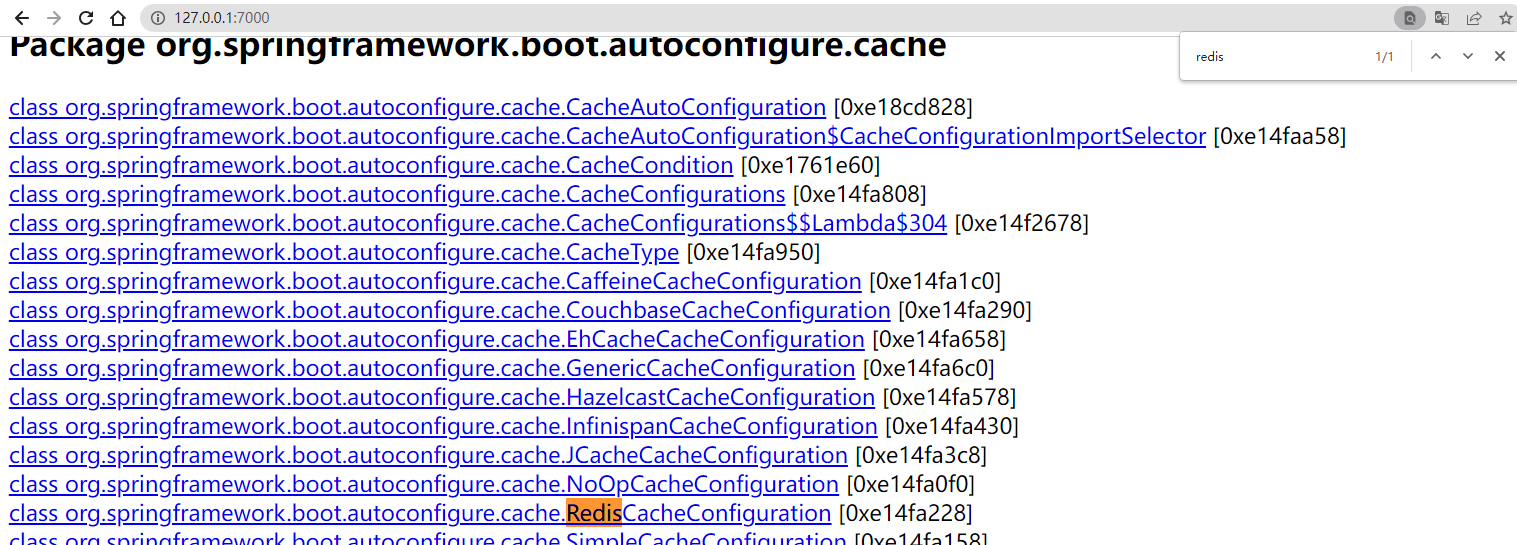 127.0.0.1:7000
redis 1/1
Package org.springframework.boot.autoconfigure.cache
class org.springframework.boot.autoconfigure.cache.CacheAutoConfiguration [0xe18cd828]
class org.springframework.boot.autoconfigure.cache.CacheAutoConfiguration$CacheConfigurationImportSelector [0xe14faa58]
class org.springframework.boot.autoconfigure.cache.CacheCondition [0xe1761e60]
class org.springframework.boot.autoconfigure.cache.CacheConfigurations [0xe14fa808]
class org.springframework.boot.autoconfigure.cache.CacheConfigurations$$Lambda$304 [0xe14f2678]
class org.springframework.boot.autoconfigure.cache.CacheType [0xe14fa950]
class org.springframework.boot.autoconfigure.cache.CaffeineCacheConfiguration [0xe14fa1c0]
class org.springframework.boot.autoconfigure.cache.CouchbaseCacheConfiguration [0xe14fa290]
class org.springframework.boot.autoconfigure.cache.EhCacheCacheConfiguration [0xe14fa658]
class org.springframework.boot.autoconfigure.cache.GenericCacheConfiguration [0xe14fa6c0]
class org.springframework.boot.autoconfigure.cache.HazelcastCacheConfiguration [0xe14fa578]
class org.springframework.boot.autoconfigure.cache.InfinispanCacheConfiguration [0xe14fa430]
class org.springframework.boot.autoconfigure.cache.JCacheCacheConfiguration [0xe14fa3c8]
class org.springframework.boot.autoconfigure.cache.NoOpCacheConfiguration [0xe14fa0f0]
class org.springframework.boot.autoconfigure.cache.RedisCacheConfiguration [0xe14fa228]
class org.springframework.boot.autoconfigure.cache.SimpleCacheConfiguration [0xe14fa158]